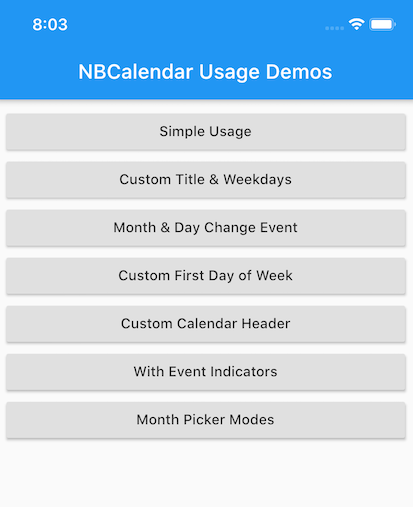 8:03
NBCalendar Usage Demos
Simple Usage
Custom Title & Weekdays
Month & Day Change Event
Custom First Day of Week
Custom Calendar Header
With Event Indicators
Month Picker Modes